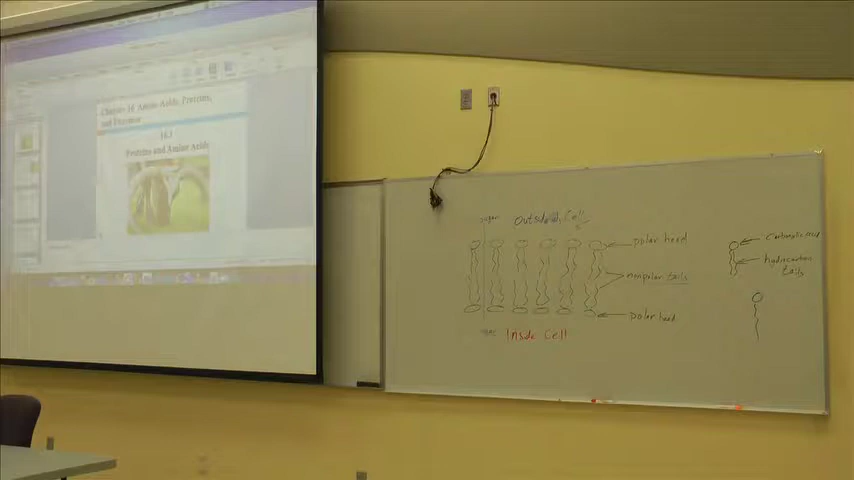 Chapter 16 Amino Acids, Proteins,
and Enzymes
16.1
Proteins and Amino Acids
sugar Outside Cell
polar head
nonpolar tails
polar head
Inside Cell
Carboxylic acid
hydrocarbon
tails